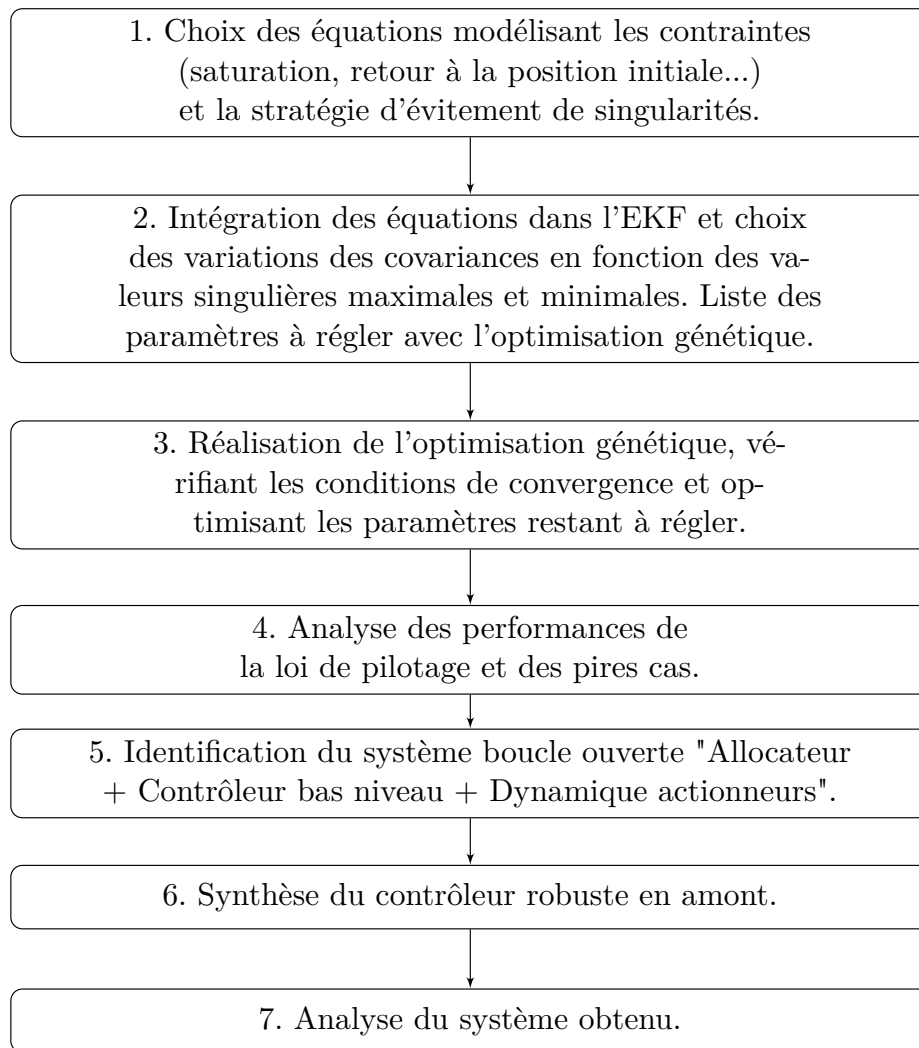 1. Choix des équations modélisant les contraintes
(saturation, retour à la position initiale...)
et la stratégie d'évitement de singularités.
2. Intégration des équations dans l'EKF et choix
des variations des covariances en fonction des va-
leurs singulières maximales et minimales. Liste des
paramètres à régler avec l'optimisation génétique.
3. Réalisation de l'optimisation génétique, vé-
rifiant les conditions de convergence et op-
timisant les paramètres restant à régler.
4. Analyse des performances de
la loi de pilotage et des pires cas.
5. Identification du système boucle ouverte "Allocateur
+ Contrôleur bas niveau + Dynamique actionneurs".
6. Synthèse du contrôleur robuste en amont.
7. Analyse du système obtenu.